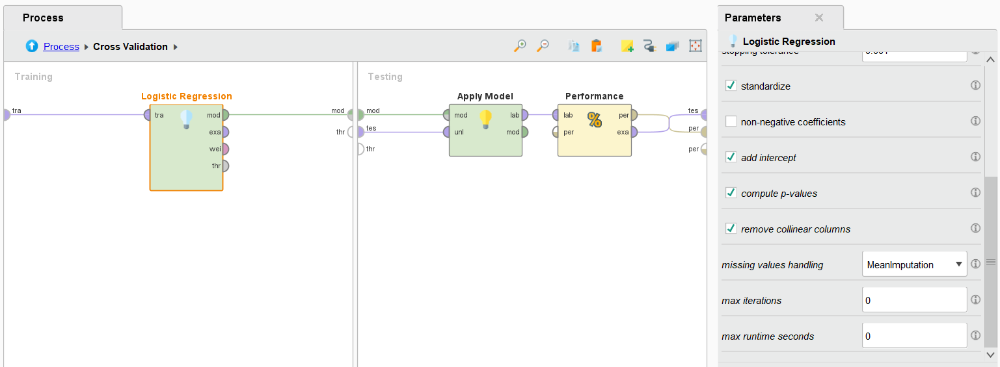 Process
Process Cross Validation
Training
Logistic Regression
tra
tra
mod
exa
wei
thr
mod
thr
Testing
mod
tes
thr
Apply Model
mod
unl
lab
mod
Performance
lab
per
per
exa
tes
per
per
Parameters
Logistic Regression
stopping tolerance
standardize
non-negative coefficients
add intercept
compute p-values
remove collinear columns
missing values handling MeanImputation
max iterations 0
max runtime seconds 0